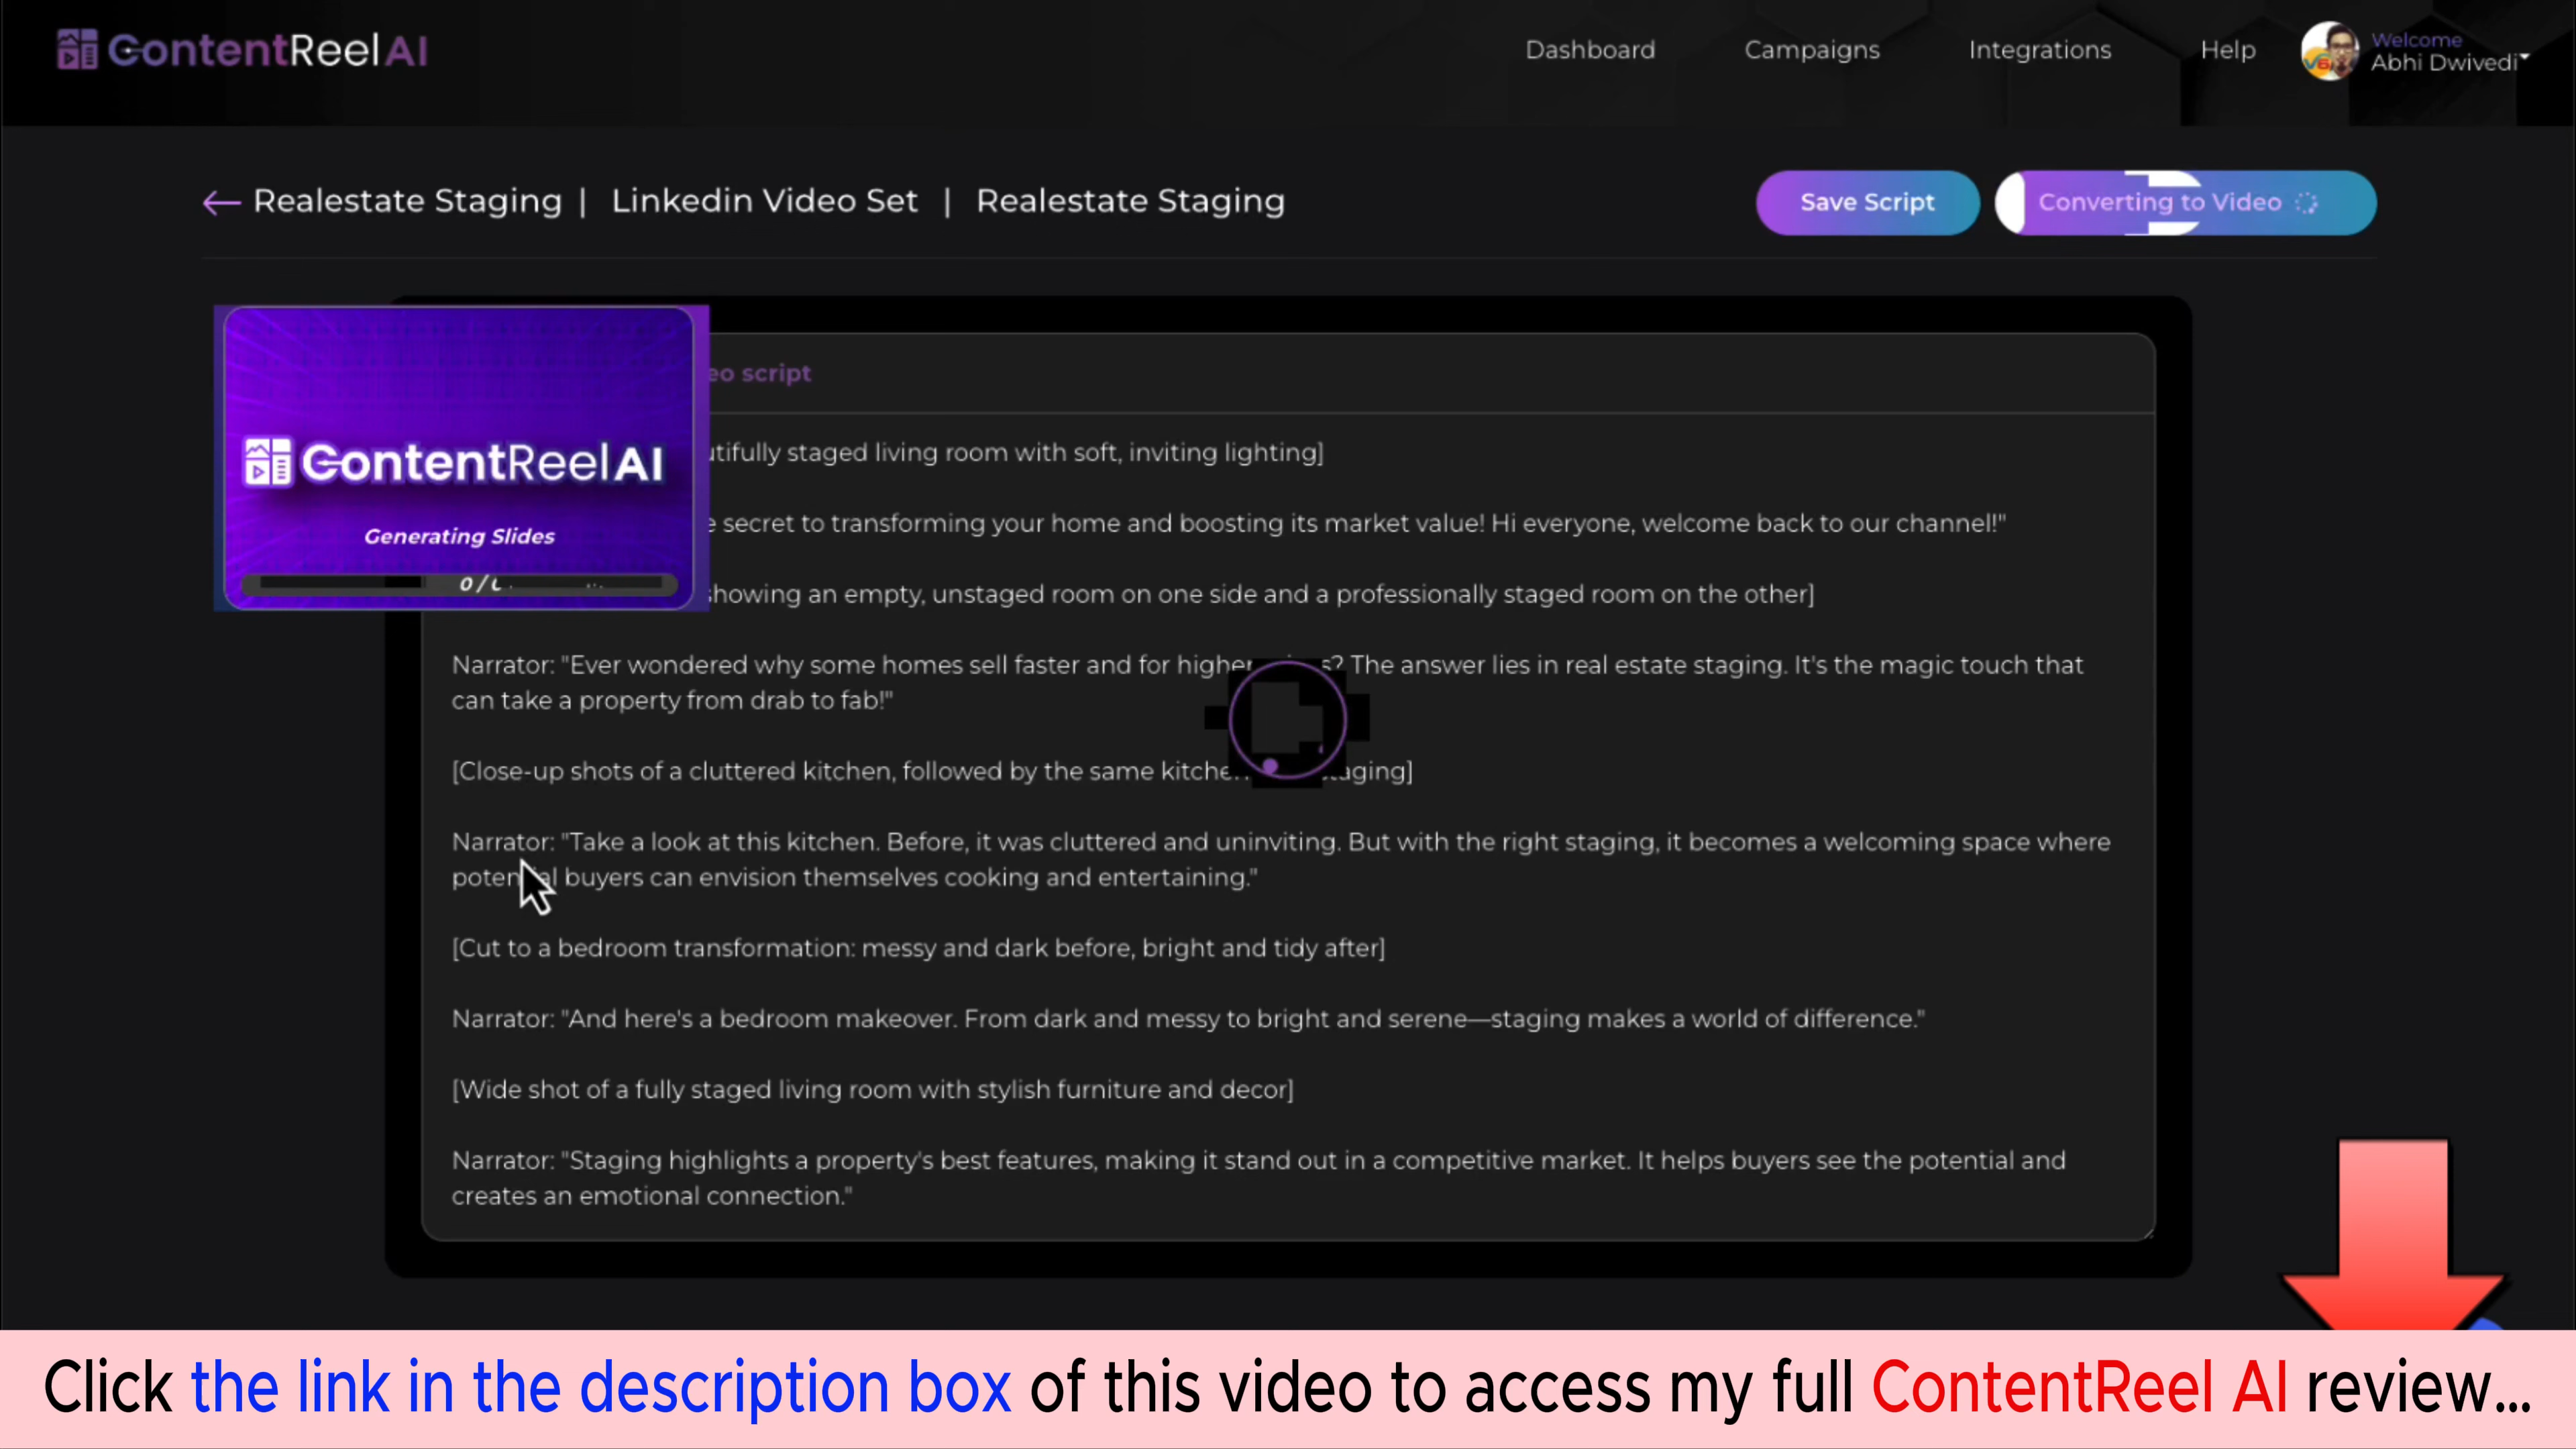 ContentReel AI
Dashboard
Campaigns
Integrations
Help
Welcome
Abhi Dwivedi
Realestate Staging | Linkedin Video Set | Realestate Staging
Save Script
Converting to Video
script
ContentReelAI
Generating Slides
staged living room with soft, inviting lighting]
secret to transforming your home and boosting its market value! Hi everyone, welcome back to our channel!"
showing an empty, unstaged room on one side and a professionally staged room on the other]
Narrator: "Ever wondered why some homes sell faster and for higher The answer lies in real estate staging. It's the magic touch that
can take a property from drab to fab!"
[Close-up shots of a cluttered kitchen, followed by the same
Narrator: "Take a look at this kitchen. Before, it was cluttered and uninviting. But with the right staging, it becomes a welcoming space where
potential buyers can envision themselves cooking and entertaining."
[Cut to a bedroom transformation: messy and dark before, bright and tidy after]
Narrator: "And here's a bedroom makeover. From dark and messy to bright and serene—staging makes a world of difference."
[Wide shot of a fully staged living room with stylish furniture and decor]
Narrator: "Staging highlights a property's best features, making it stand out in a competitive market. It helps buyers see the potential and
creates an emotional connection."
Click the link in the description box of this video to access my full ContentReel AI review...